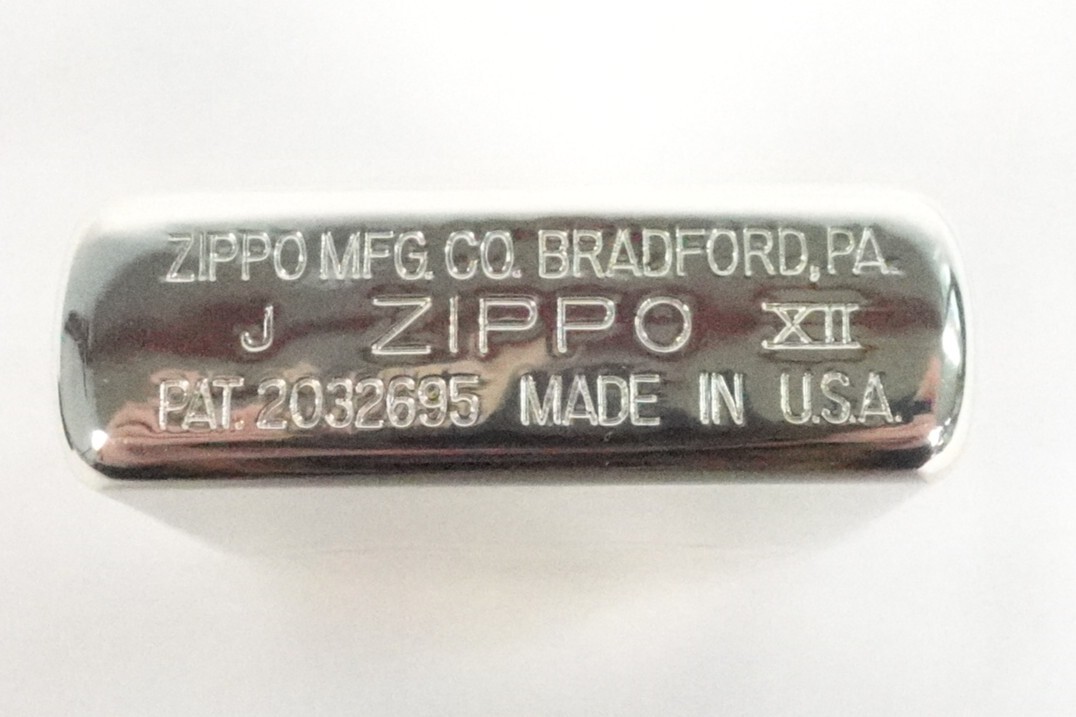 ZIPPO MFG. CO. BRADFORD, PA.
J ZIPPO XII
PAT. 2032695 MADE IN U.S.A.